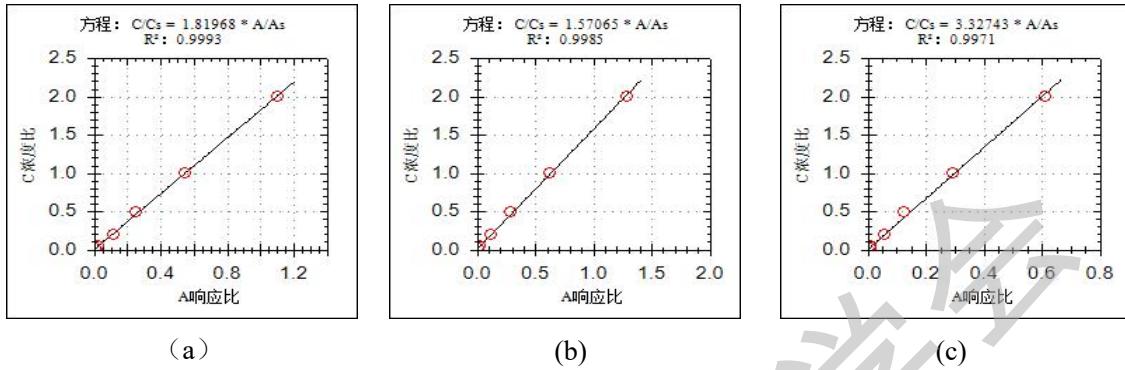 方程： C/Cs = 1.81968 * A/As
R²： 0.9993
2.5
2.0
1.5
1.0
0.5
0.0
C浓度比
0.0 0.4 0.8 1.2
A响应比
(a)
方程： C/Cs = 1.57065 * A/As
R²： 0.9985
2.5
2.0
1.5
1.0
0.5
0.0
C浓度比
0.0 0.5 1.0 1.5 2.0
A响应比
(b)
方程： C/Cs = 3.32743 * A/As
R²： 0.9971
2.5
2.0
1.5
1.0
0.5
0.0
C浓度比
0.0 0.2 0.4 0.6 0.8
A响应比
(c)
学会